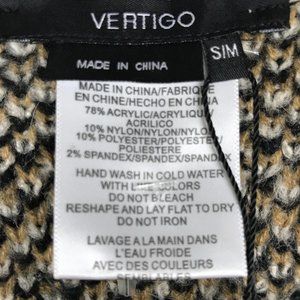 VERTIGO
MADE IN CHINA
S/M
MADE IN CHINA/FABRIQUE
EN CHINE/HECHO EN CHINA
78% ACRYLIC/ACRYLIQUE/
ACRILICO
10% NYLON/NYLON/NYLON
10% POLYESTER/POLYESTER/
POLIESTERE
2% SPANDEX/SPANDEX/SPANDEX
HAND WASH IN COLD WATER
WITH LIKE COLORS
DO NOT BLEACH
RESHAPE AND LAY FLAT TO DRY
DO NOT IRON
LAVAGE A LA MAIN DANS
L'EAU FROIDE
AVEC DES COULEURS
SEMBLABLES